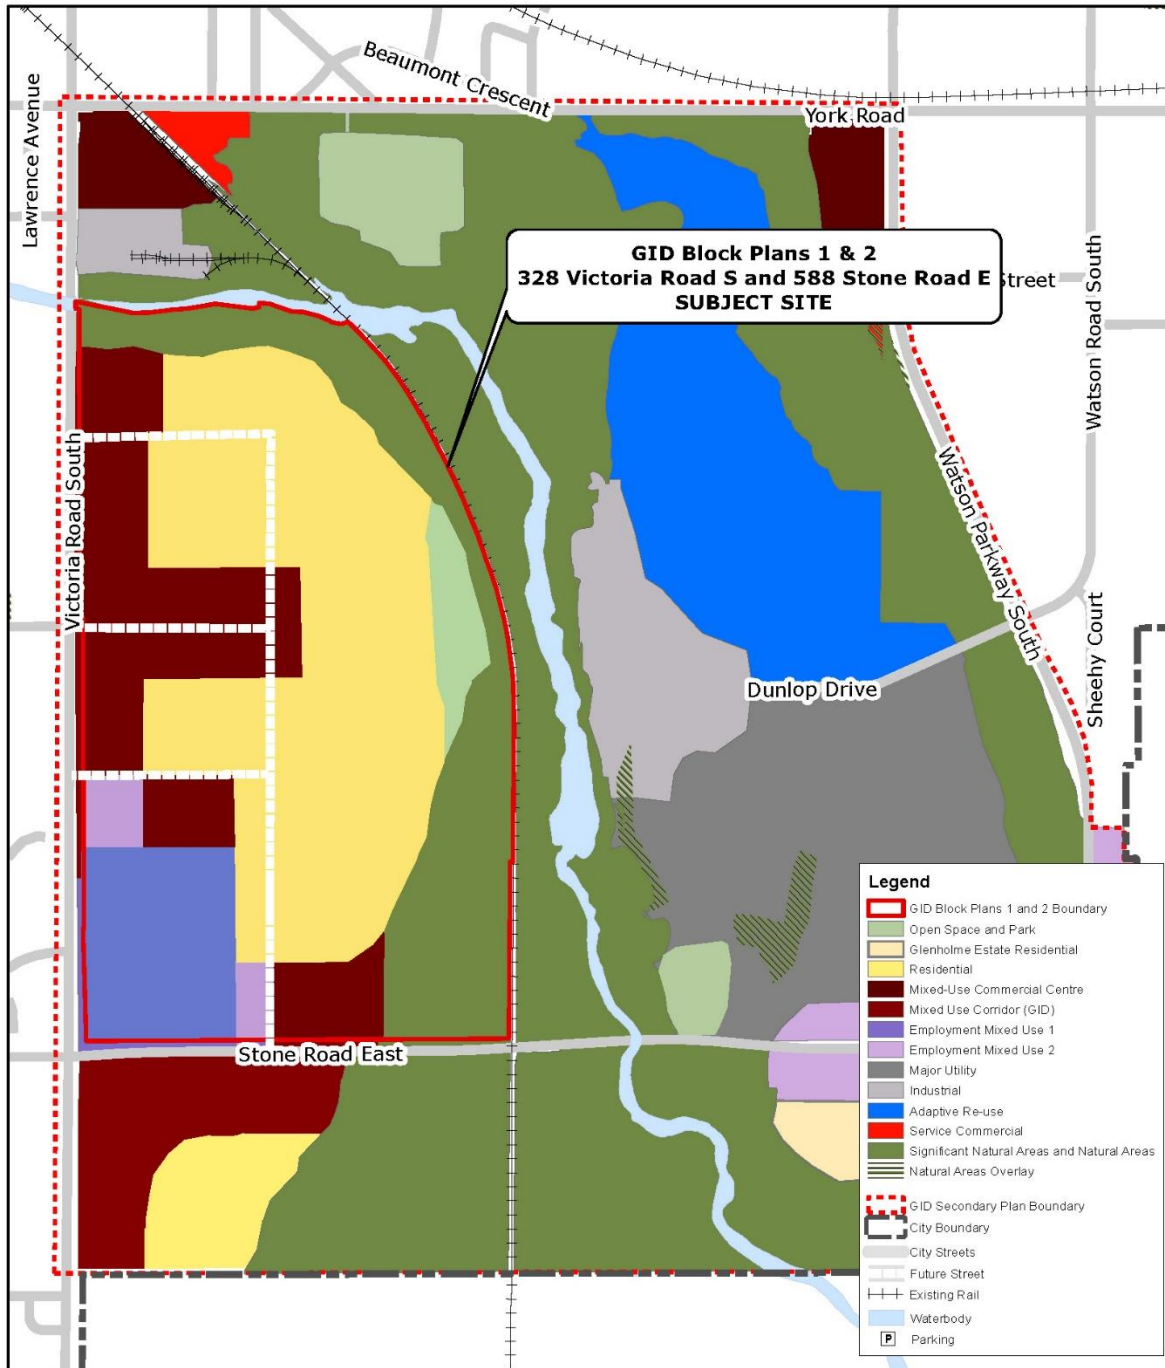 Beaumont Crescent
York Road
Lawrence Avenue
GID Block Plans 1 & 2
328 Victoria Road S and 588 Stone Road E
SUBJECT SITE
Street
Watson Road South
Victoria Road South
Watson Parkway South
Sheehy Court
Dunlop Drive
Stone Road East
Legend
GID Block Plans 1 and 2 Boundary
Open Space and Park
Glenholme Estate Residential
Residential
Mixed-Use Commercial Centre
Mixed Use Corridor (GID)
Employment Mixed Use 1
Employment Mixed Use 2
Major Utility
Industrial
Adaptive Re-use
Service Commercial
Significant Natural Areas and Natural Areas
Natural Areas Overlay
GID Secondary Plan Boundary
City Boundary
City Streets
Future Street
Existing Rail
Waterbody
P Parking